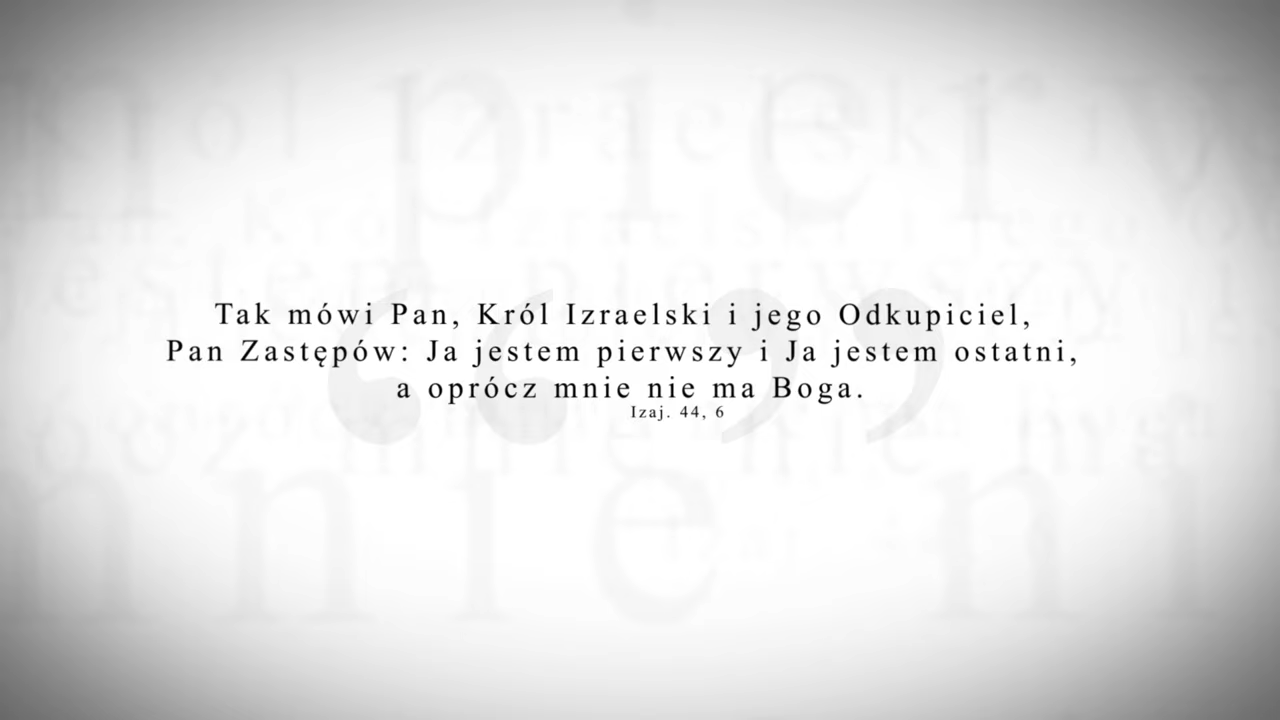 Tak mówi Pan, Król Izraelski i jego Odkupiciel,
Pan Zastępów: Ja jestem pierwszy i Ja jestem ostatni,
a oprócz mnie nie ma Boga.
Izaj. 44, 6